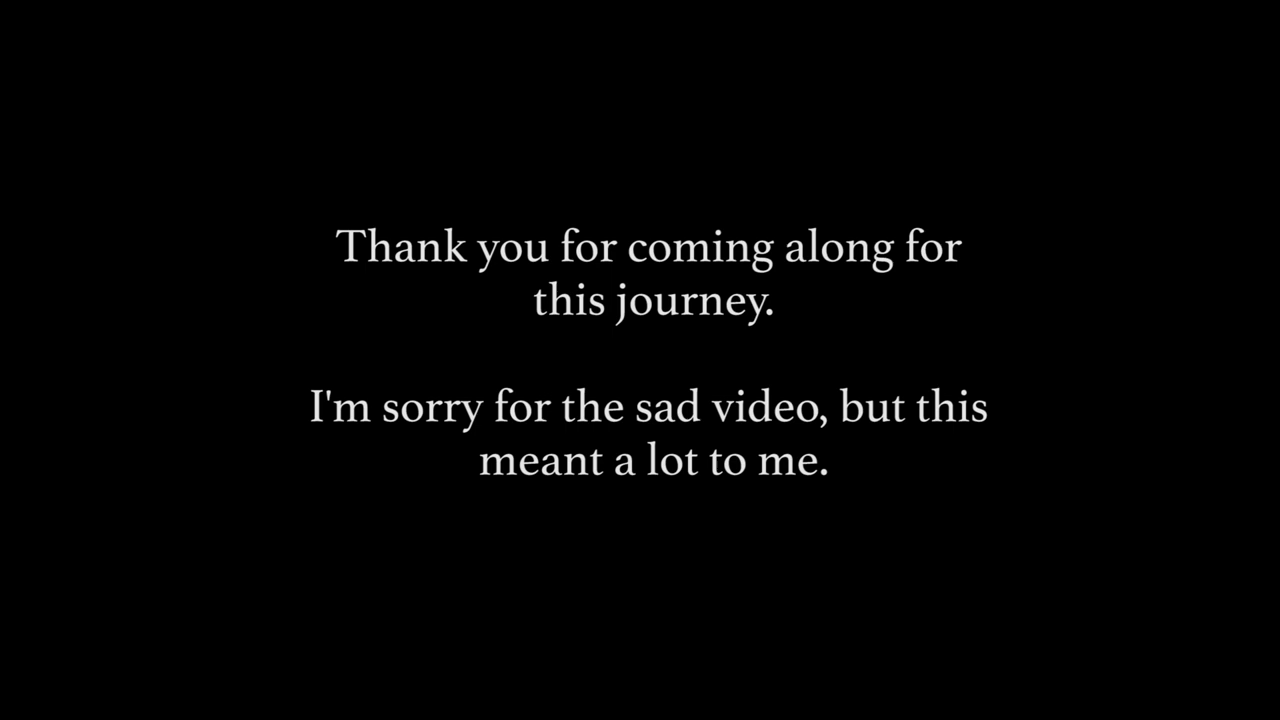 Thank you for coming along for
this journey.
I'm sorry for the sad video, but this
meant a lot to me.